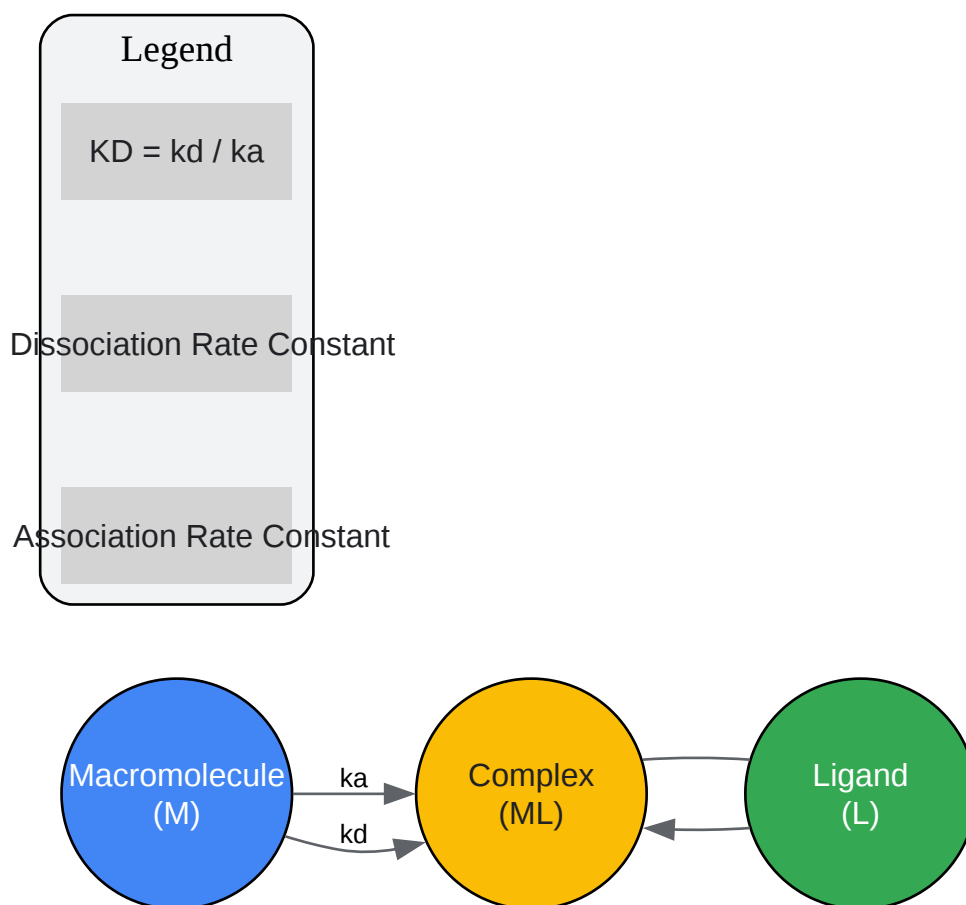 Legend
KD = kd / ka
Dissociation Rate Constant
Association Rate Constant
Macromolecule
(M)
ka
kd
Complex
(ML)
Ligand
(L)